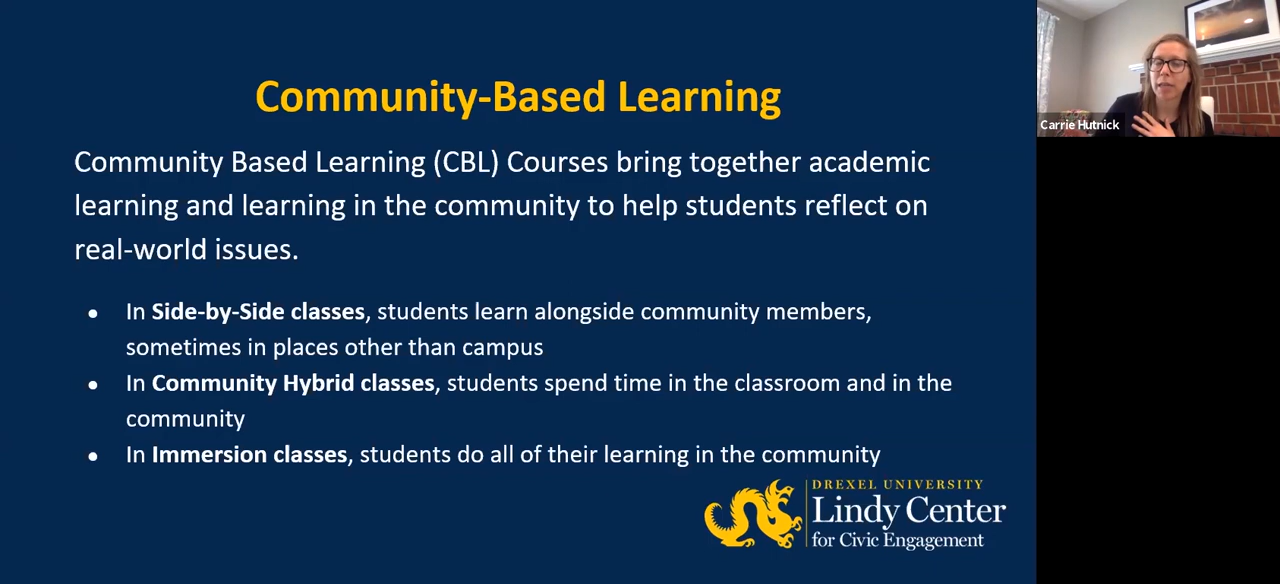 Community-Based Learning
Community Based Learning (CBL) Courses bring together academic
learning and learning in the community to help students reflect on
real-world issues.
• In Side-by-Side classes, students learn alongside community members,
sometimes in places other than campus
• In Community Hybrid classes, students spend time in the classroom and in the
community
• In Immersion classes, students do all of their learning in the community
DREXEL UNIVERSITY
Lindy Center
for Civic Engagement
Carrie Hutnick